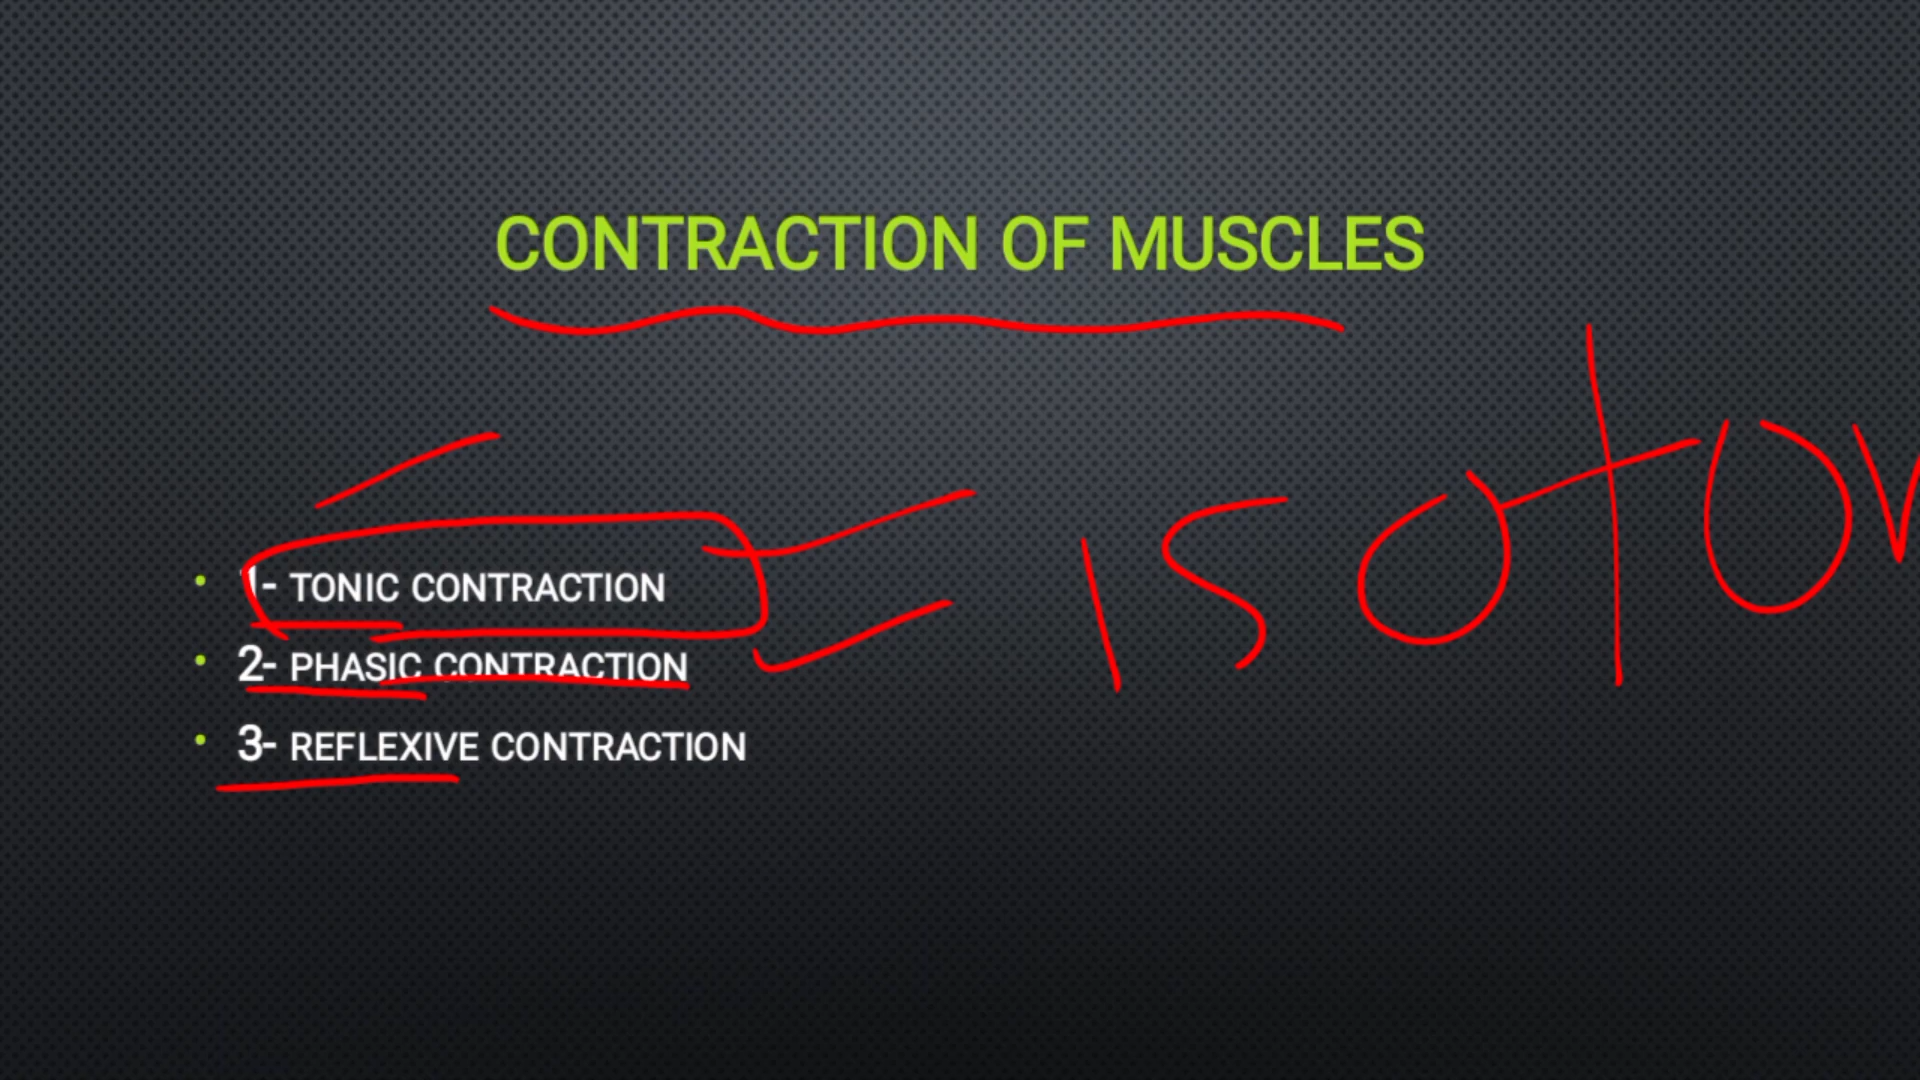 CONTRACTION OF MUSCLES
• 1- TONIC CONTRACTION
• 2- PHASIC CONTRACTION
• 3- REFLEXIVE CONTRACTION